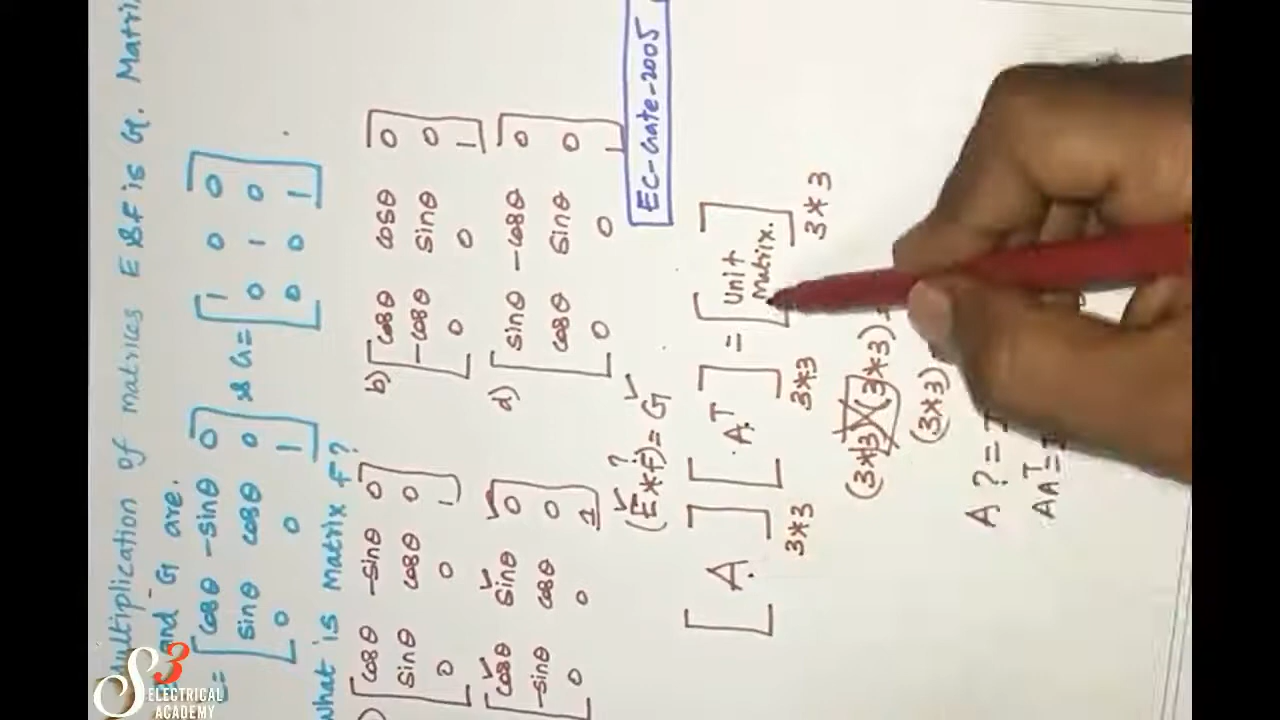 Multiplication of matrices E & F is G. Matri
and G are.
= [cosθ -sinθ 0 & G = [1 0 0
sinθ cosθ 0 0 1 0
0 0 1] 0 0 1].
What is matrix F?
[cosθ -sinθ 0
sinθ cosθ 0
0 0 1]
b) [cosθ cosθ 0
-cosθ sinθ 0
0 0 1]
[cosθ sinθ 0
-sinθ cosθ 0
0 0 1]
d) [sinθ -cosθ 0
cosθ sinθ 0
0 0 1]
(E*F) = G
?
EC-Gate-2005
[A] [AT] = [Unit Matrix.]
3*3 3*3 3*3
(3*3)(3*3)=
(3*3)
A ? = I
AAT = I
S3
ELECTRICAL
ACADEMY